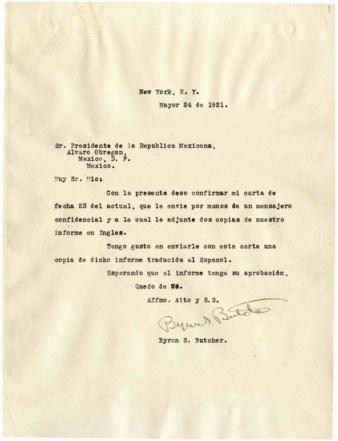 New York, N. Y.
Mayor 24 de 1921.
Sr. Presidente de la Republica Mexicana,
Alvaro Obregon,
Mexico, D. F.
Mexico.
Muy Sr. Mio:
Con la presente deso confirmar mi carta de
fecha 23 del actual, que le envie por manos de un mensajero
confidencial y a la cual le adjunte dos copias de nuestro
informe en Ingles.
Tengo gusto en enviarle con esta carta una
copia de dicho informe traducida al Espanol.
Esperando que el informe tenga su aprobación,
Quedo de Vd.
Affmo. Atto y S.S.
Byron S. Butcher
Byron S. Butcher.